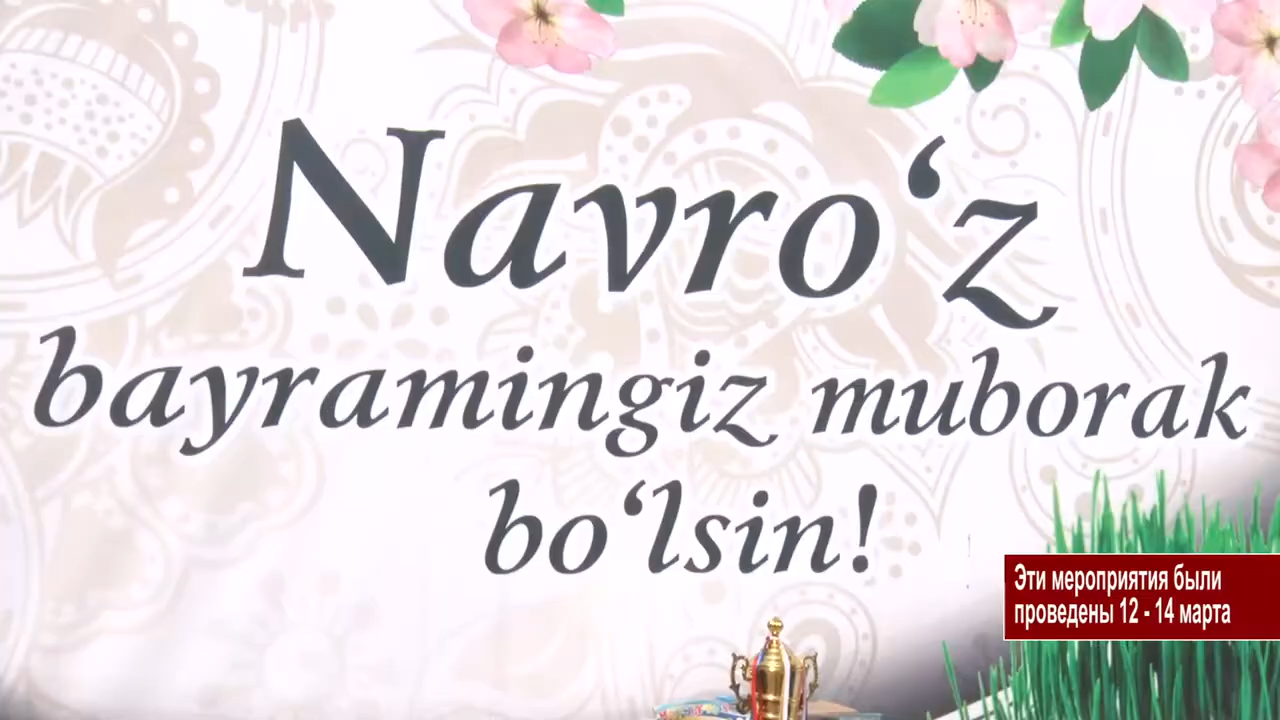 Navro‘z
bayramingiz muborak
bo‘lsin!
Эти мероприятия были
проведены 12 - 14 марта